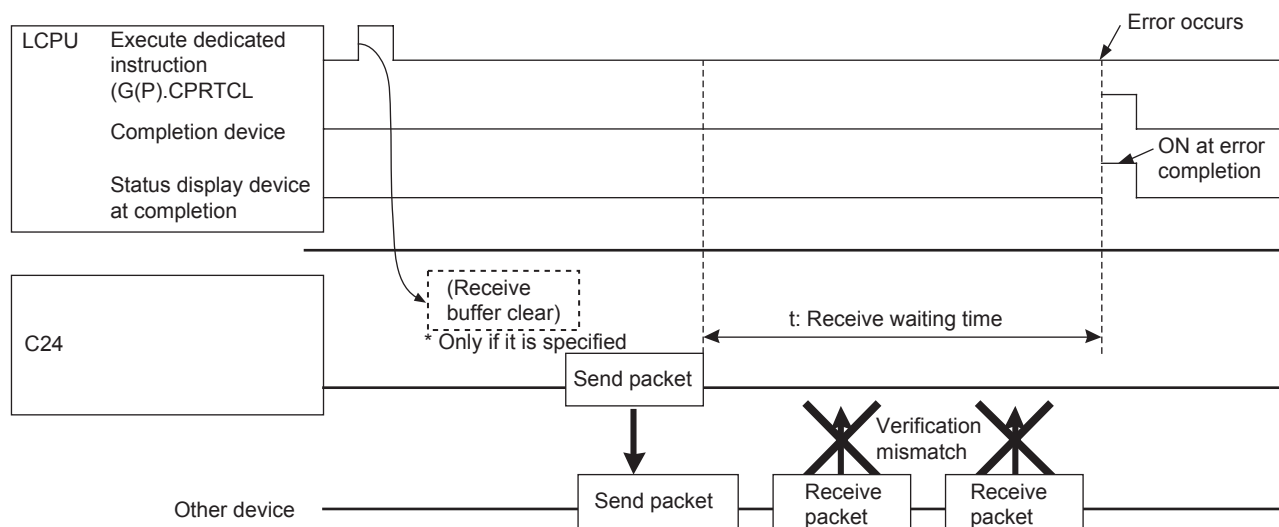 LCPU
Execute dedicated
instruction
(G(P).CPRTCL
Completion device
Status display device
at completion
Error occurs
ON at error
completion
C24
(Receive
buffer clear)
* Only if it is specified
t: Receive waiting time
Send packet
Verification
mismatch
Other device
Send packet
Receive
packet
Receive
packet